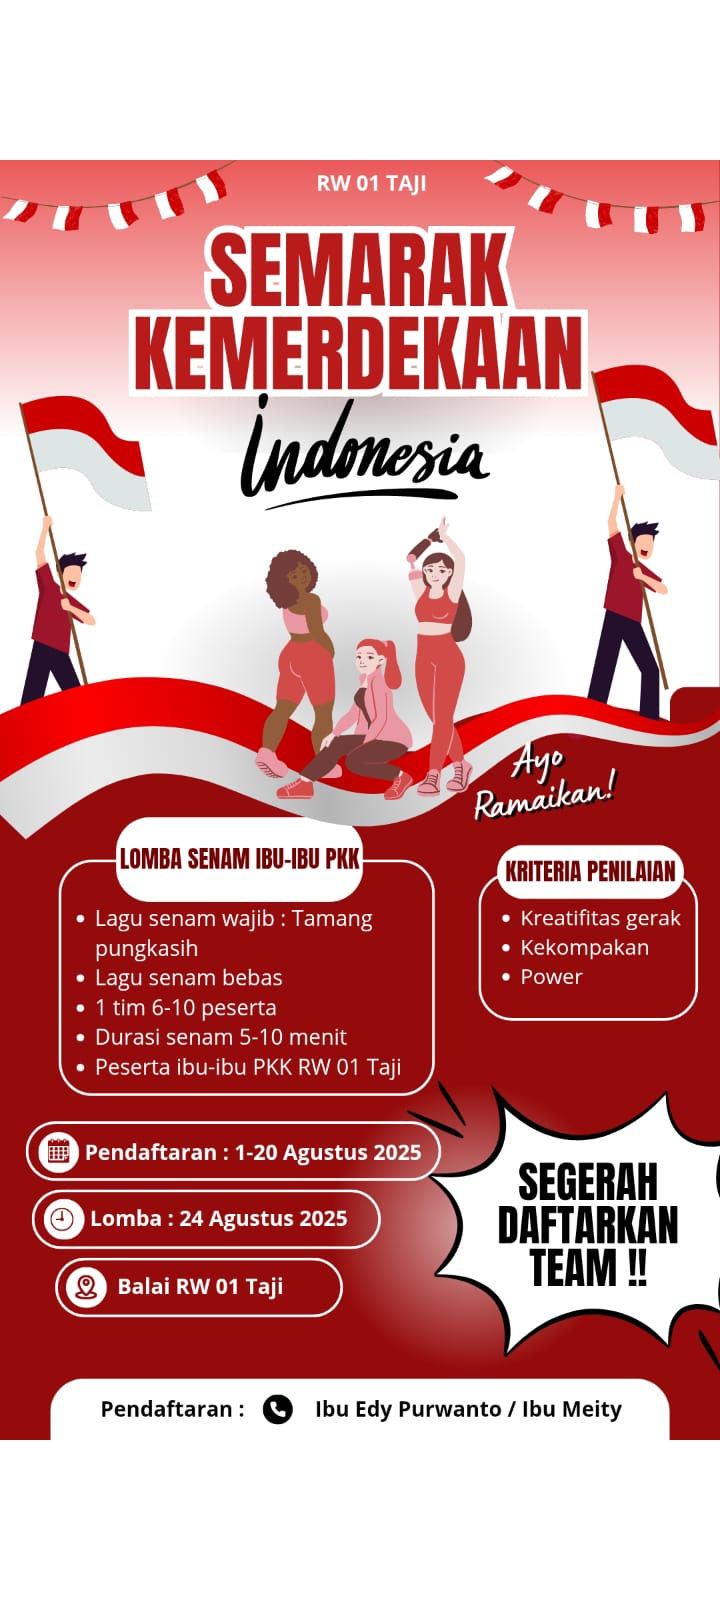 RW 01 TAJI
SEMARAK
KEMERDEKAAN
Indonesia
Ayo
Ramaikan!
LOMBA SENAM IBU-IBU PKK
• Lagu senam wajib : Tamang
pungkasih
• Lagu senam bebas
• 1 tim 6-10 peserta
• Durasi senam 5-10 menit
• Peserta ibu-ibu PKK RW 01 Taji
KRITERIA PENILAIAN
• Kreatifitas gerak
• Kekompakan
• Power
Pendaftaran : 1-20 Agustus 2025
Lomba : 24 Agustus 2025
Balai RW 01 Taji
SEGERAH
DAFTARKAN
TEAM !!
Pendaftaran : Ibu Edy Purwanto / Ibu Meity